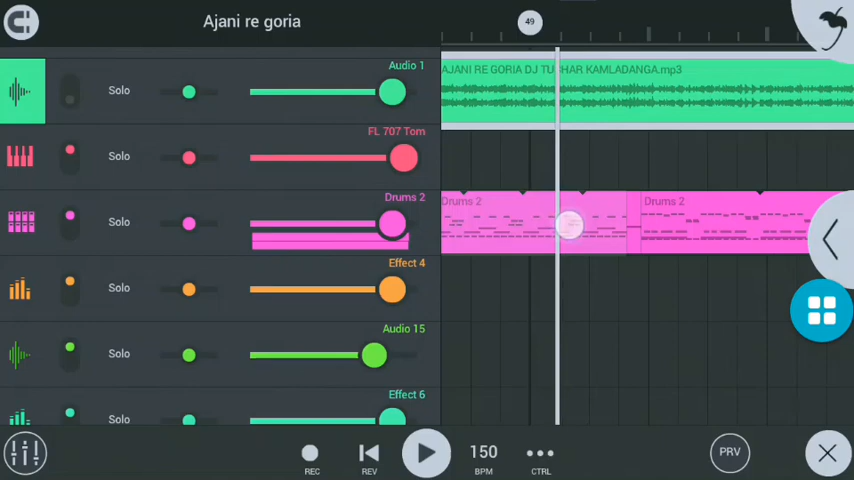 Ajani re goria
49
Audio 1
AJANI RE GORIA DJ TUSHAR KAMLADANGA.mp3
Solo
FL 707 Tom
Solo
Drums 2
Drums 2
Drums 2
Solo
Effect 4
Solo
Audio 15
Solo
Effect 6
Solo
REC
REV
150
BPM
CTRL
PRV